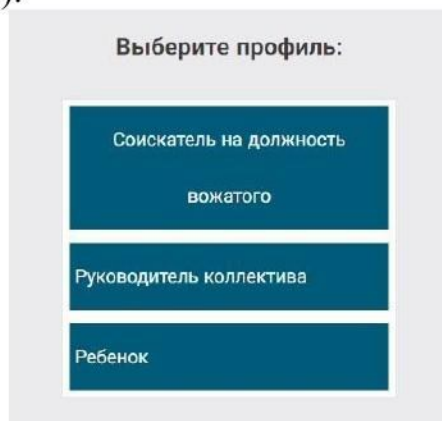 ).
Выберите профиль:
Соискатель на должность
вожатого
Руководитель коллектива
Ребенок